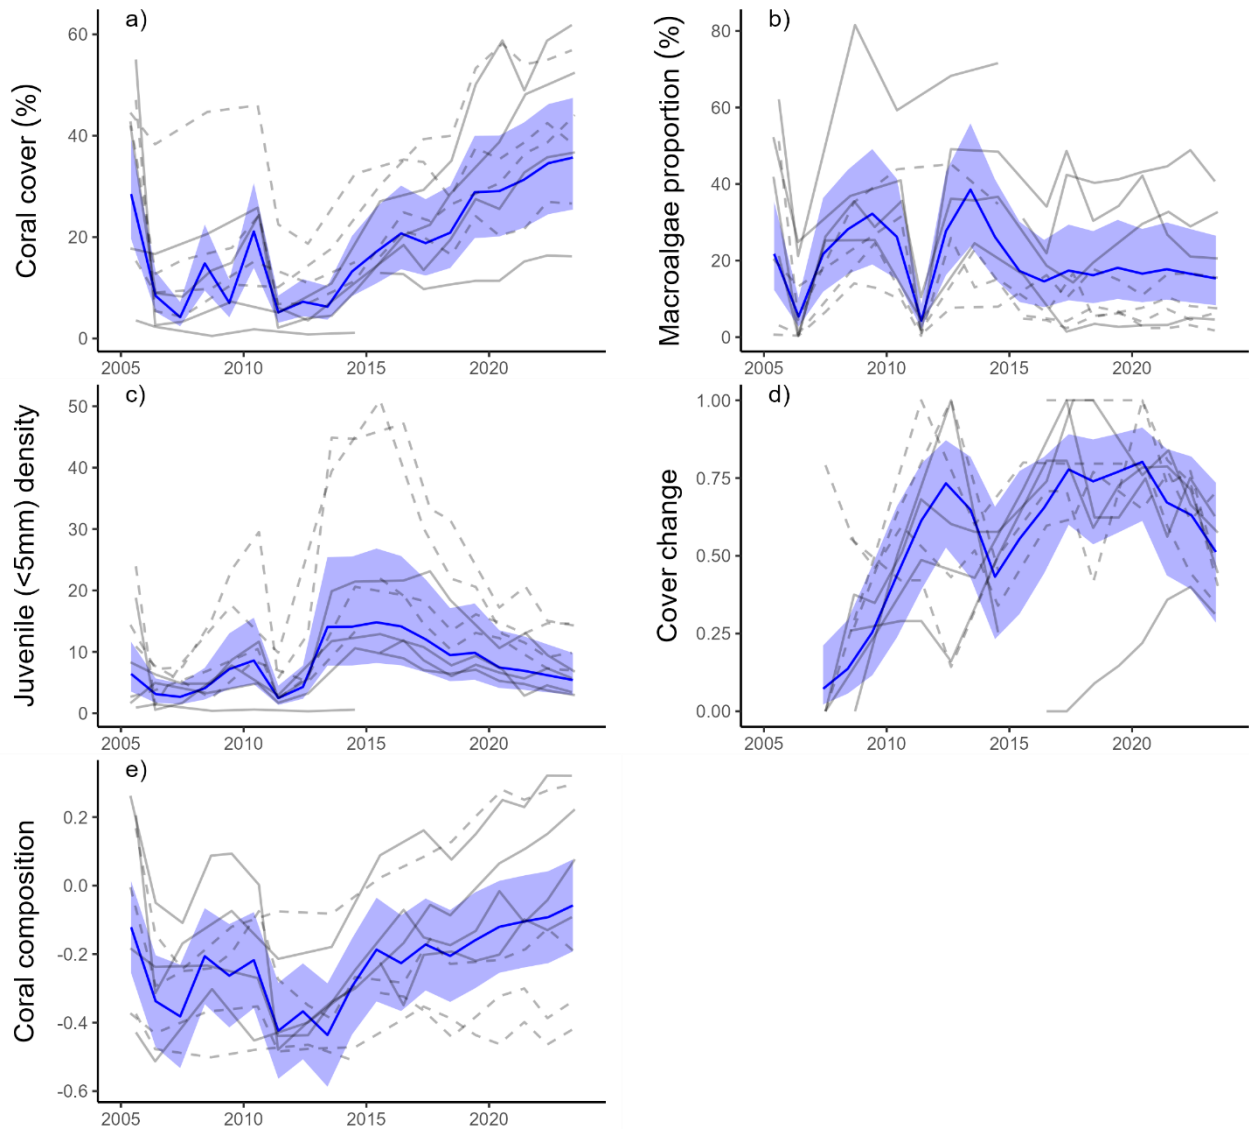 a)
Coral cover (%)
60
40
20
0
2005 2010 2015 2020
b)
Macroalgae proportion (%)
80
60
40
20
0
2005 2010 2015 2020
c)
Juvenile (<5mm) density
50
40
30
20
10
0
2005 2010 2015 2020
d)
Cover change
1.00
0.75
0.50
0.25
0.00
2005 2010 2015 2020
e)
Coral composition
0.2
0.0
-0.2
-0.4
-0.6
2005 2010 2015 2020